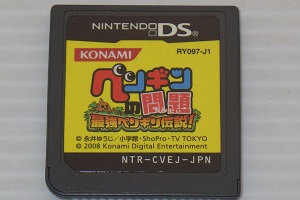 NINTENDO DS
KONAMI
RY097-J1
ペンギン
の問題
最強ペンギン伝説!
© 永井ゆうじ/小学館・ShoPro・TV TOKYO
© 2008 Konami Digital Entertainment
NTR-CVEJ-JPN